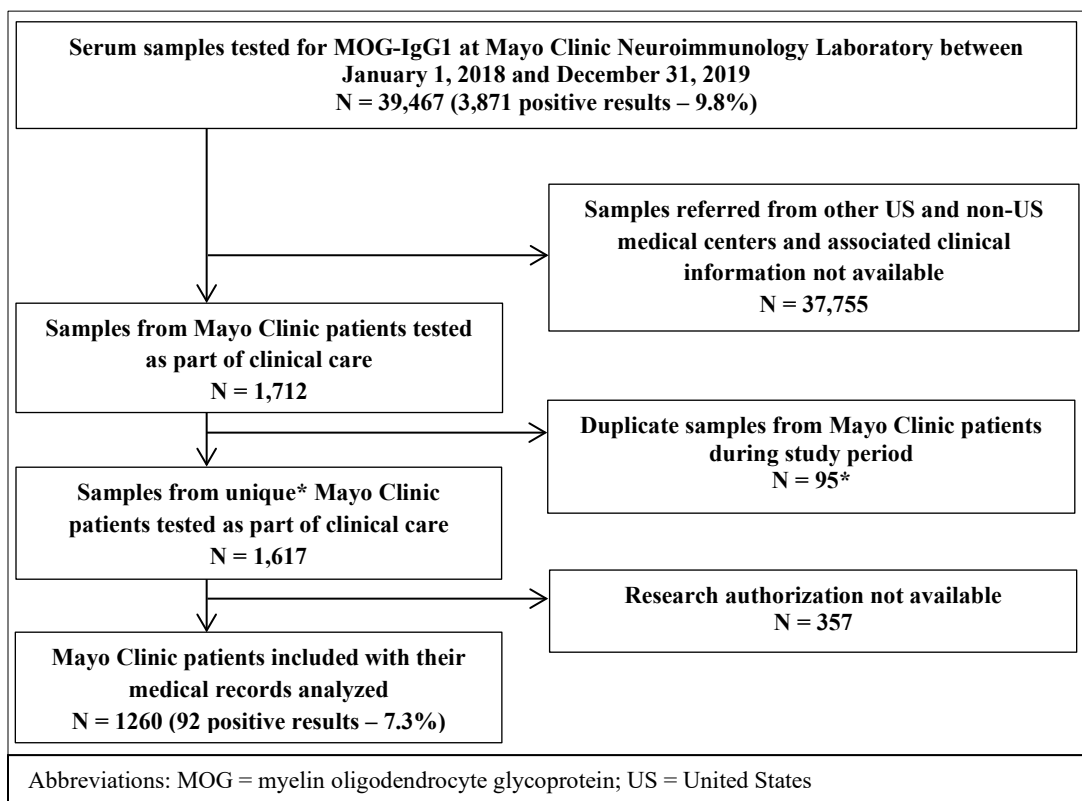 Serum samples tested for MOG-IgG1 at Mayo Clinic Neuroimmunology Laboratory between
January 1, 2018 and December 31, 2019
N = 39,467 (3,871 positive results – 9.8%)
Samples referred from other US and non-US
medical centers and associated clinical
information not available
N = 37,755
Samples from Mayo Clinic patients tested
as part of clinical care
N = 1,712
Duplicate samples from Mayo Clinic patients
during study period
N = 95*
Samples from unique* Mayo Clinic
patients tested as part of clinical care
N = 1,617
Research authorization not available
N = 357
Mayo Clinic patients included with their
medical records analyzed
N = 1260 (92 positive results – 7.3%)
Abbreviations: MOG = myelin oligodendrocyte glycoprotein; US = United States